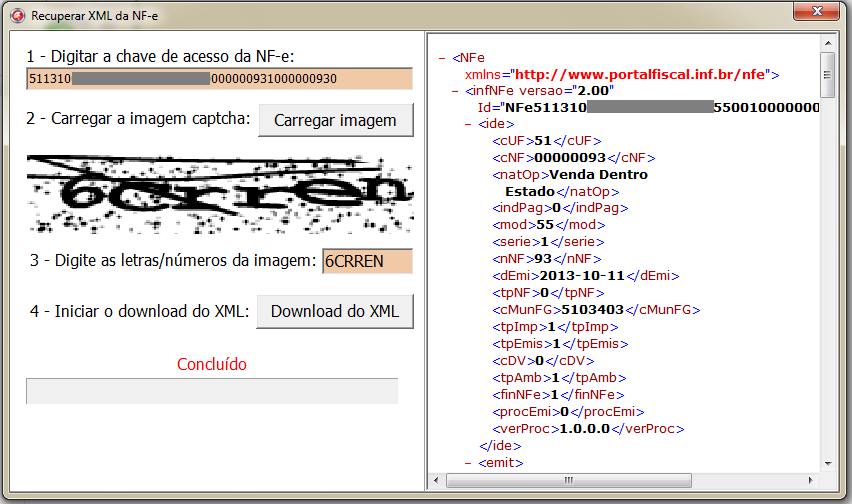 Recuperar XML da NF-e
1 - Digitar a chave de acesso da NF-e:
511310 000000931000000930
2 - Carregar a imagem captcha:
Carregar imagem
6Crren
3 - Digite as letras/números da imagem:
6CRREN
4 - Iniciar o download do XML:
Download do XML
Concluído
- <NFe
xmlns="http://www.portalfiscal.inf.br/nfe">
- <infNFe versao="2.00"
Id="NFe511310 55001000000
- <ide>
<cUF>51</cUF>
<cNF>00000093</cNF>
<natOp>Venda Dentro
Estado</natOp>
<indPag>0</indPag>
<mod>55</mod>
<serie>1</serie>
<nNF>93</nNF>
<dEmi>2013-10-11</dEmi>
<tpNF>0</tpNF>
<cMunFG>5103403</cMunFG>
<tpImp>1</tpImp>
<tpEmis>1</tpEmis>
<cDV>0</cDV>
<tpAmb>1</tpAmb>
<finNFe>1</finNFe>
<procEmi>0</procEmi>
<verProc>1.0.0.0</verProc>
</ide>
- <emit>